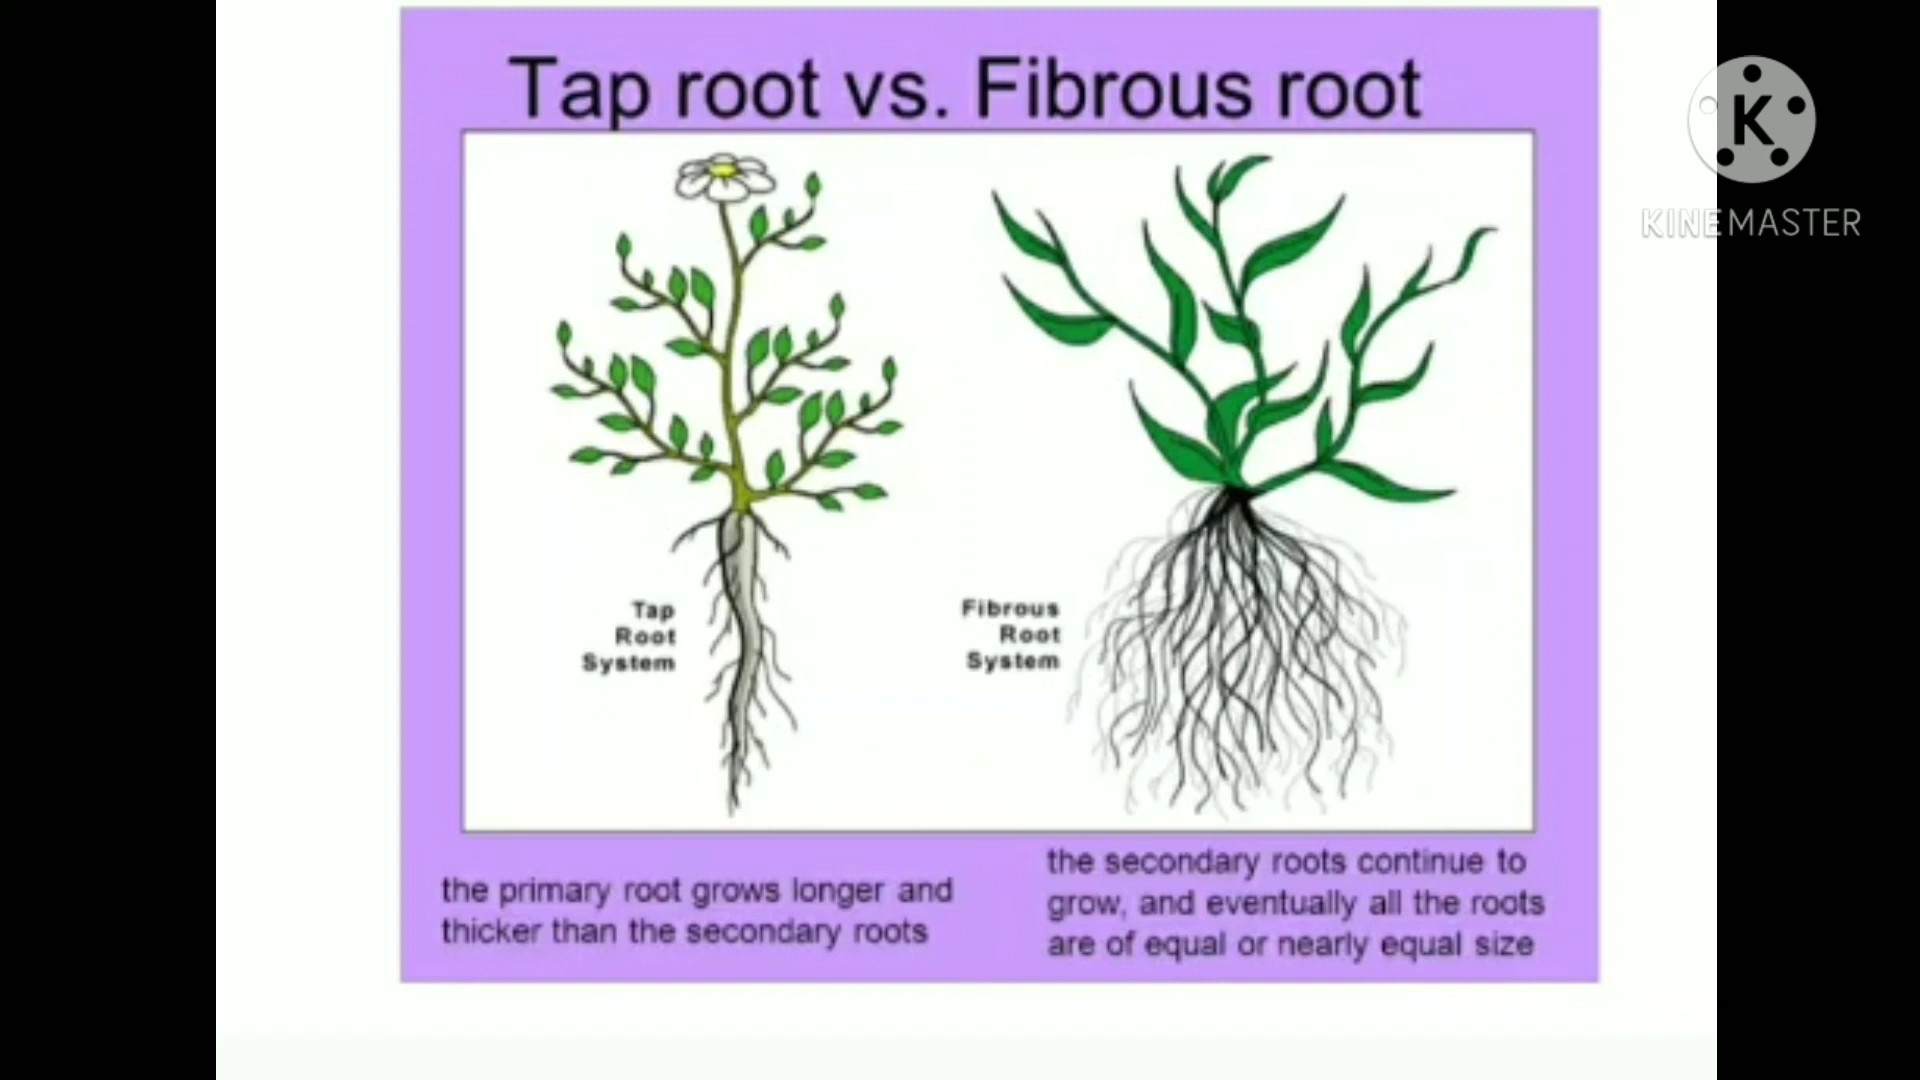 Tap root vs. Fibrous root
K
KINEMASTER
Tap
Root
System
Fibrous
Root
System
the primary root grows longer and
thicker than the secondary roots
the secondary roots continue to
grow, and eventually all the roots
are of equal or nearly equal size